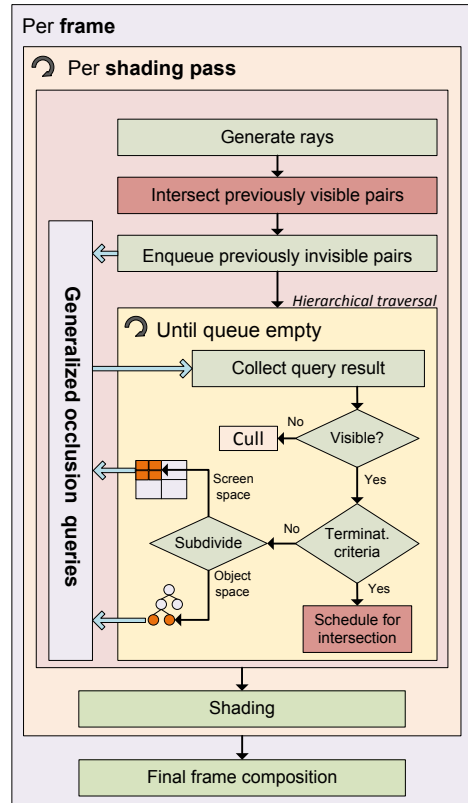 Per frame
Per shading pass
Generate rays
Intersect previously visible pairs
Enqueue previously invisible pairs
Hierarchical traversal
Until queue empty
Generalized occlusion queries
Collect query result
No
Cull
Visible?
Yes
Screen
space
Subdivide
No
Terminat.
criteria
Object
space
Yes
Schedule for
intersection
Shading
Final frame composition